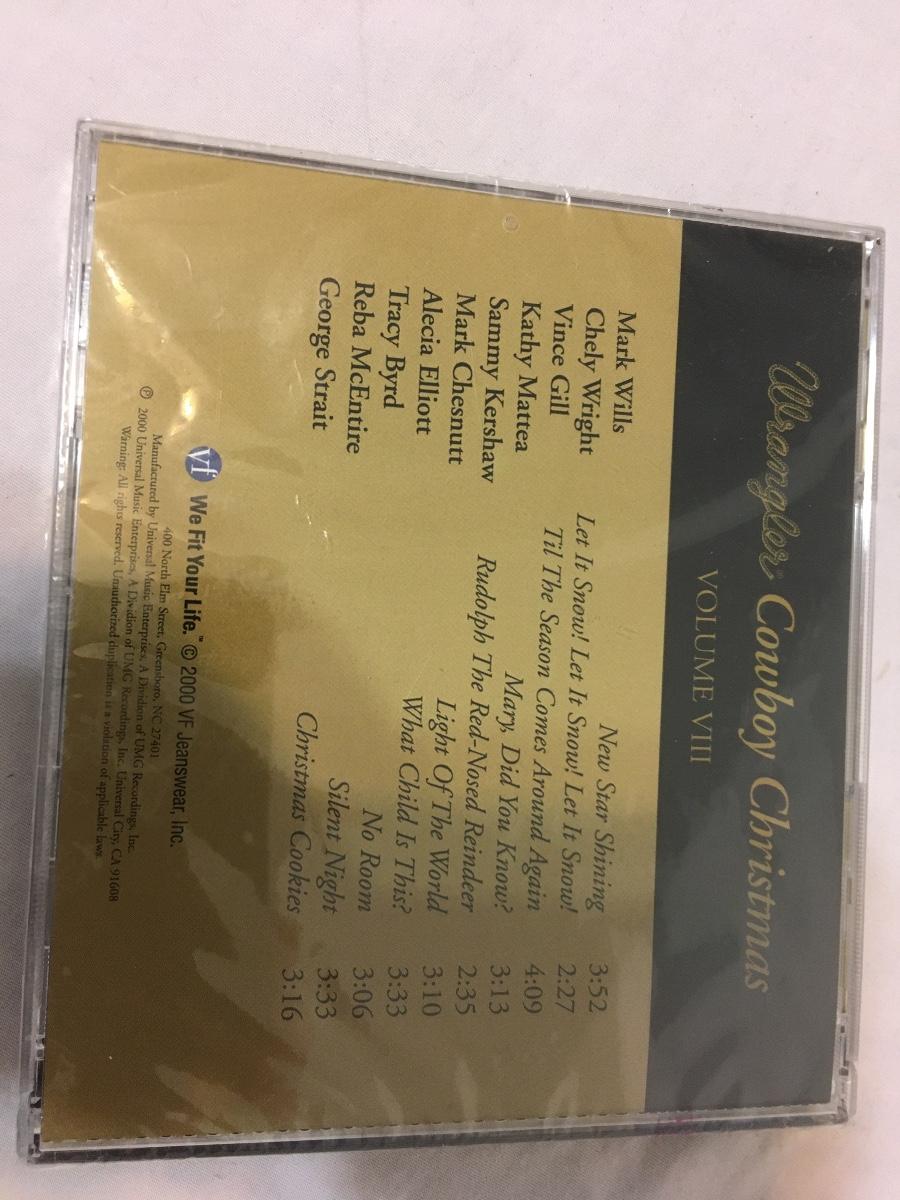 Wrangler® Cowboy Christmas
VOLUME VIII
Mark Wills New Star Shining 3:52
Chely Wright Let It Snow! Let It Snow! Let It Snow! 2:27
Vince Gill Til The Season Comes Around Again 4:09
Kathy Mattea Mary, Did You Know? 3:13
Sammy Kershaw Rudolph The Red-Nosed Reindeer 2:35
Mark Chesnutt Light Of The World 3:10
Alecia Elliott What Child Is This? 3:33
Tracy Byrd No Room 3:06
Reba McEntire Silent Night 3:33
George Strait Christmas Cookies 3:16
vf We Fit Your Life.™ © 2000 VF Jeanswear, Inc.
400 North Elm Street, Greensboro, NC 27401
Manufactured by Universal Music Enterprises, A Dividion of UMG Recordings, Inc.
℗ 2000 Universal Music Enterprises, A Dividion of UMG Recordings, Inc. Universal City, CA 91608
Warning: All rights reserved. Unauthorized duplication is a violation of applicable laws.